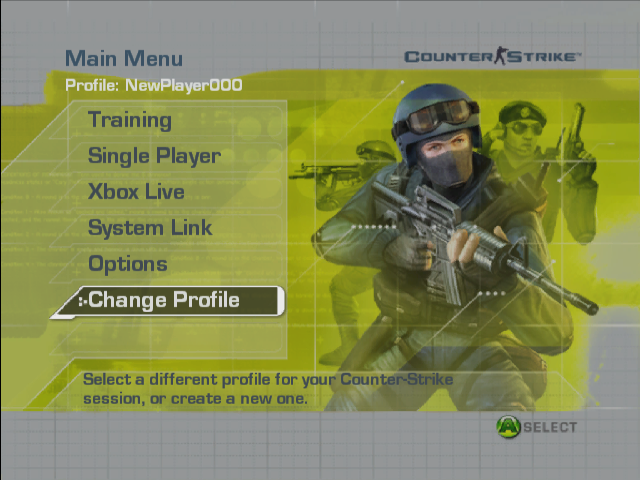 Main Menu
COUNTER STRIKE™
Profile: NewPlayer000
Training
Single Player
Xbox Live
System Link
Options
Change Profile
Select a different profile for your Counter-Strike
session, or create a new one.
A SELECT